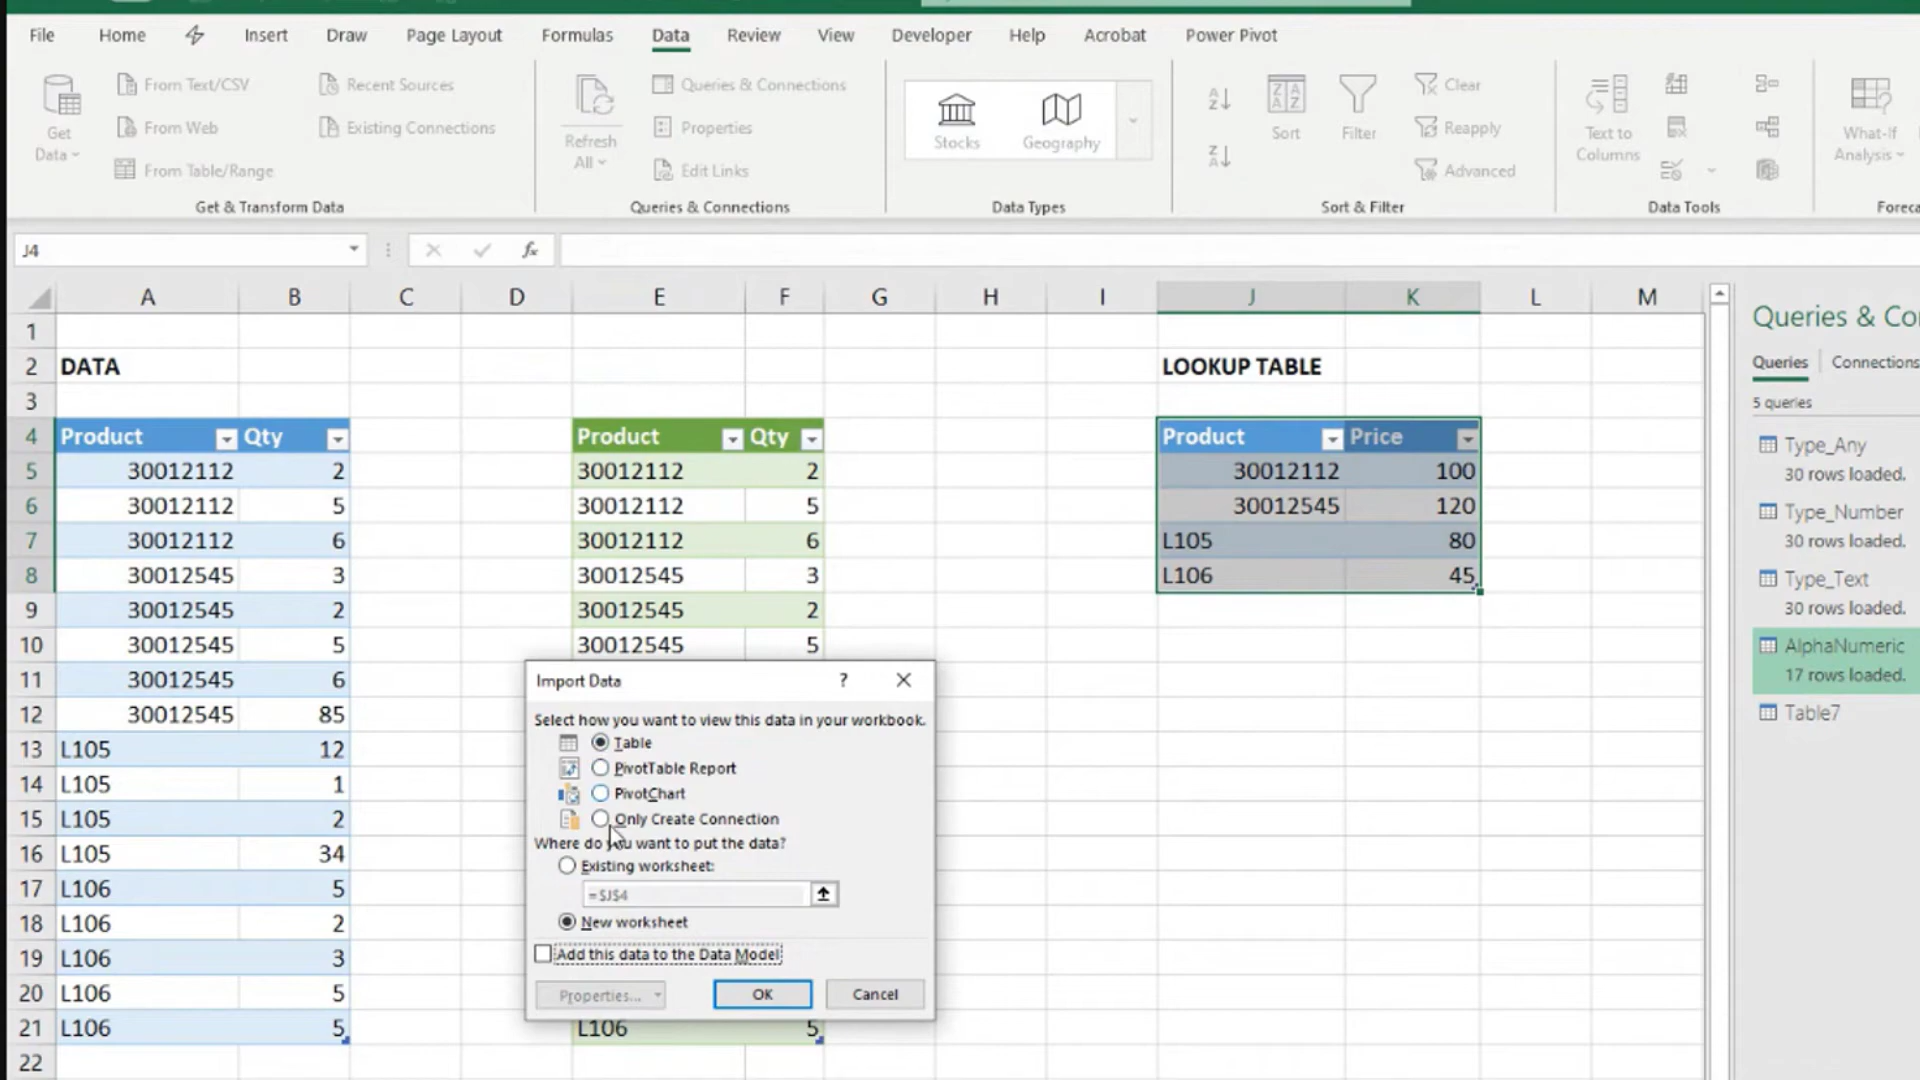 File Home Insert Draw Page Layout Formulas Data Review View Developer Help Acrobat Power Pivot
Get Data
From Text/CSV
From Web
From Table/Range
Recent Sources
Existing Connections
Get & Transform Data
Refresh All
Queries & Connections
Properties
Edit Links
Queries & Connections
Stocks
Geography
Data Types
Sort
Filter
Clear
Reapply
Advanced
Sort & Filter
Text to Columns
Data Tools
What-If Analysis
Foreca
J4
fx
A B C D E F G H I J K L M
1
2 DATA LOOKUP TABLE
3
4 Product Qty Product Qty Product Price
5 30012112 2 30012112 2 30012112 100
6 30012112 5 30012112 5 30012545 120
7 30012112 6 30012112 6 L105 80
8 30012545 3 30012545 3 L106 45
9 30012545 2 30012545 2
10 30012545 5 30012545 5
11 30012545 6
12 30012545 85
13 L105 12
14 L105 1
15 L105 2
16 L105 34
17 L106 5
18 L106 2
19 L106 3
20 L106 5
21 L106 5 L106 5
22
Import Data ?
Select how you want to view this data in your workbook.
Table
PivotTable Report
PivotChart
Only Create Connection
Where do you want to put the data?
Existing worksheet:
=$J$4
New worksheet
Add this data to the Data Model
Properties... OK Cancel
Queries & Co
Queries Connections
5 queries
Type_Any
30 rows loaded.
Type_Number
30 rows loaded.
Type_Text
30 rows loaded.
AlphaNumeric
17 rows loaded.
Table7